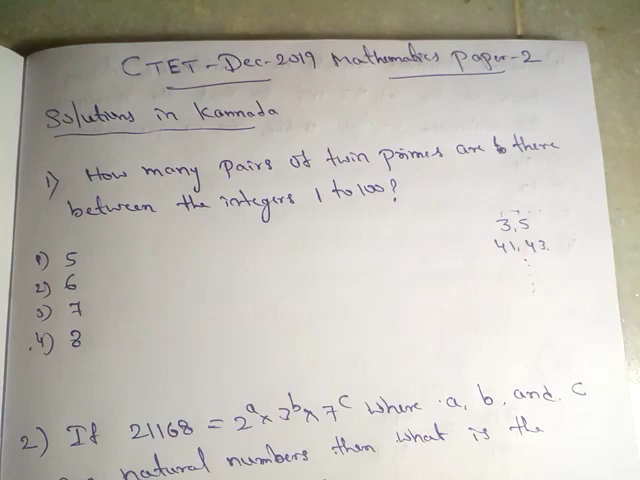 CTET - Dec - 2019 Mathematics Paper - 2
Solutions in Kannada
1) How many pairs of twin primes are there
between the integers 1 to 100?
3,5
41,43.
1) 5
2) 6
3) 7
4) 8
2) If 21168 = 2^a x 3^b x 7^c where a, b, and c
natural numbers then what is the